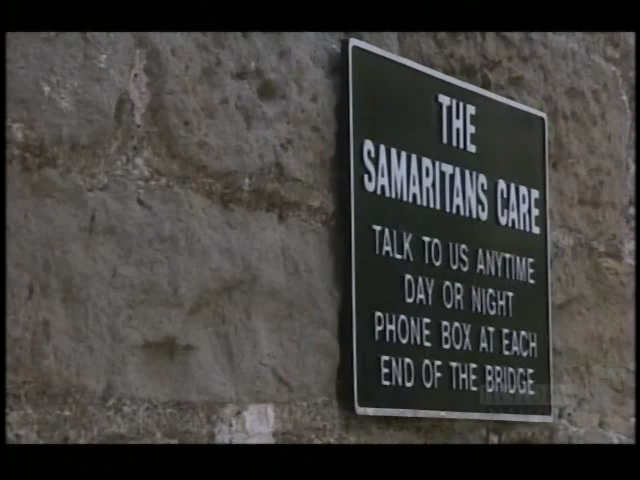 THE
SAMARITANS CARE
TALK TO US ANYTIME
DAY OR NIGHT
PHONE BOX AT EACH
END OF THE BRIDGE